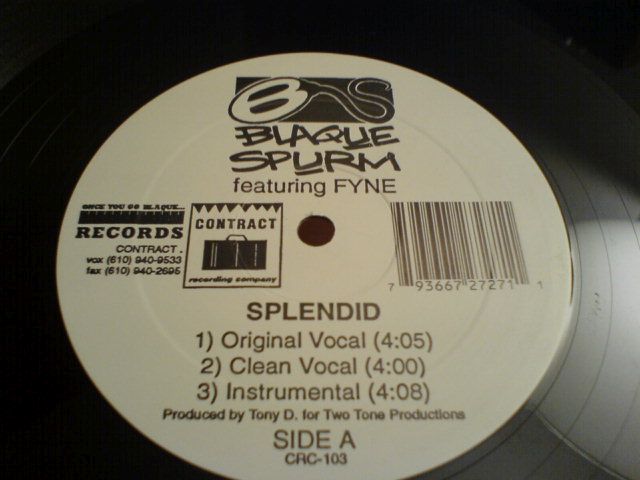 BXS
BLAQUE
SPURM
featuring FYNE
ONCE YOU GO BLAQUE...
RECORDS
CONTRACT .
vox (610) 940-9533
fax (610) 940-2695
CONTRACT
recording company
7 93667 27271 1
SPLENDID
1) Original Vocal (4:05)
2) Clean Vocal (4:00)
3) Instrumental (4:08)
Produced by Tony D. for Two Tone Productions
SIDE A
CRC-103